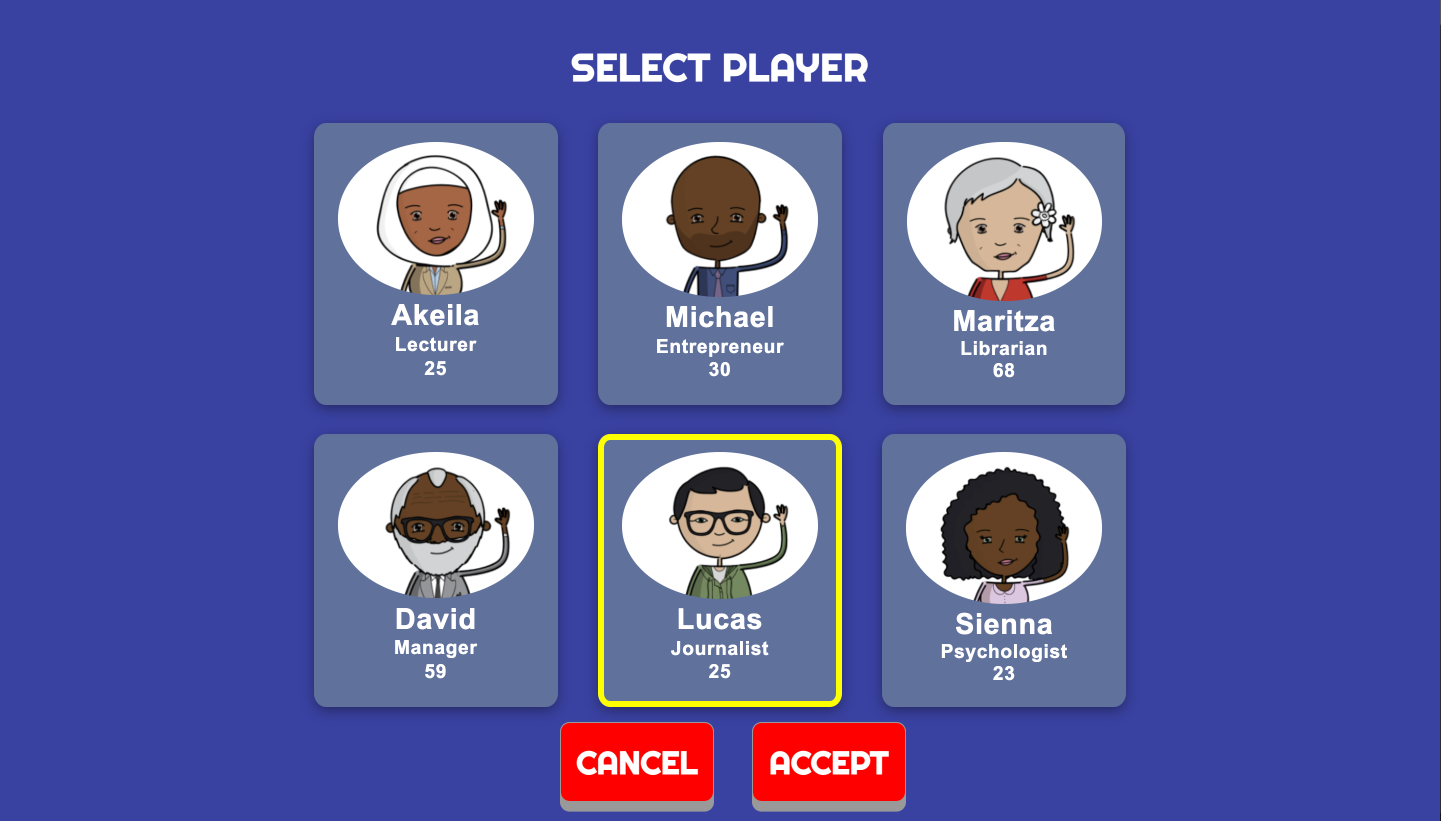 SELECT PLAYER
Akeila
Lecturer
25
Michael
Entrepreneur
30
Maritza
Librarian
68
David
Manager
59
Lucas
Journalist
25
Sienna
Psychologist
23
CANCEL
ACCEPT